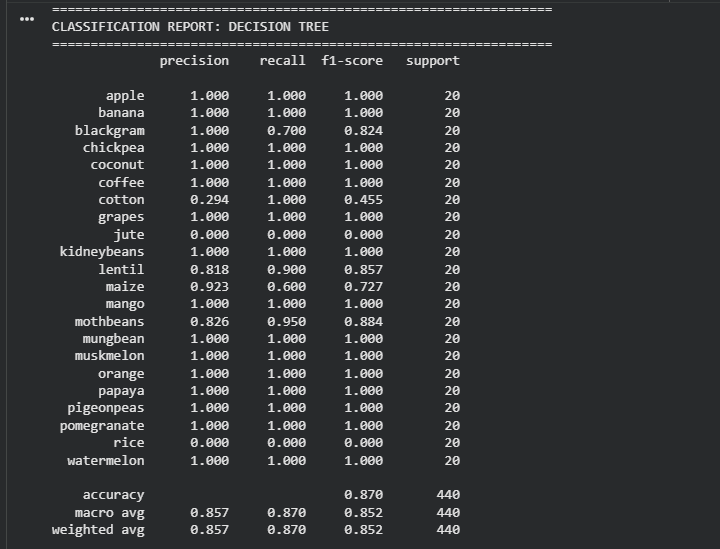 =================================================================
CLASSIFICATION REPORT: DECISION TREE
=================================================================
precision recall f1-score support
apple 1.000 1.000 1.000 20
banana 1.000 1.000 1.000 20
blackgram 1.000 0.700 0.824 20
chickpea 1.000 1.000 1.000 20
coconut 1.000 1.000 1.000 20
coffee 1.000 1.000 1.000 20
cotton 0.294 1.000 0.455 20
grapes 1.000 1.000 1.000 20
jute 0.000 0.000 0.000 20
kidneybeans 1.000 1.000 1.000 20
lentil 0.818 0.900 0.857 20
maize 0.923 0.600 0.727 20
mango 1.000 1.000 1.000 20
mothbeans 0.826 0.950 0.884 20
mungbean 1.000 1.000 1.000 20
muskmelon 1.000 1.000 1.000 20
orange 1.000 1.000 1.000 20
papaya 1.000 1.000 1.000 20
pigeonpeas 1.000 1.000 1.000 20
pomegranate 1.000 1.000 1.000 20
rice 0.000 0.000 0.000 20
watermelon 1.000 1.000 1.000 20
accuracy 0.870 440
macro avg 0.857 0.870 0.852 440
weighted avg 0.857 0.870 0.852 440